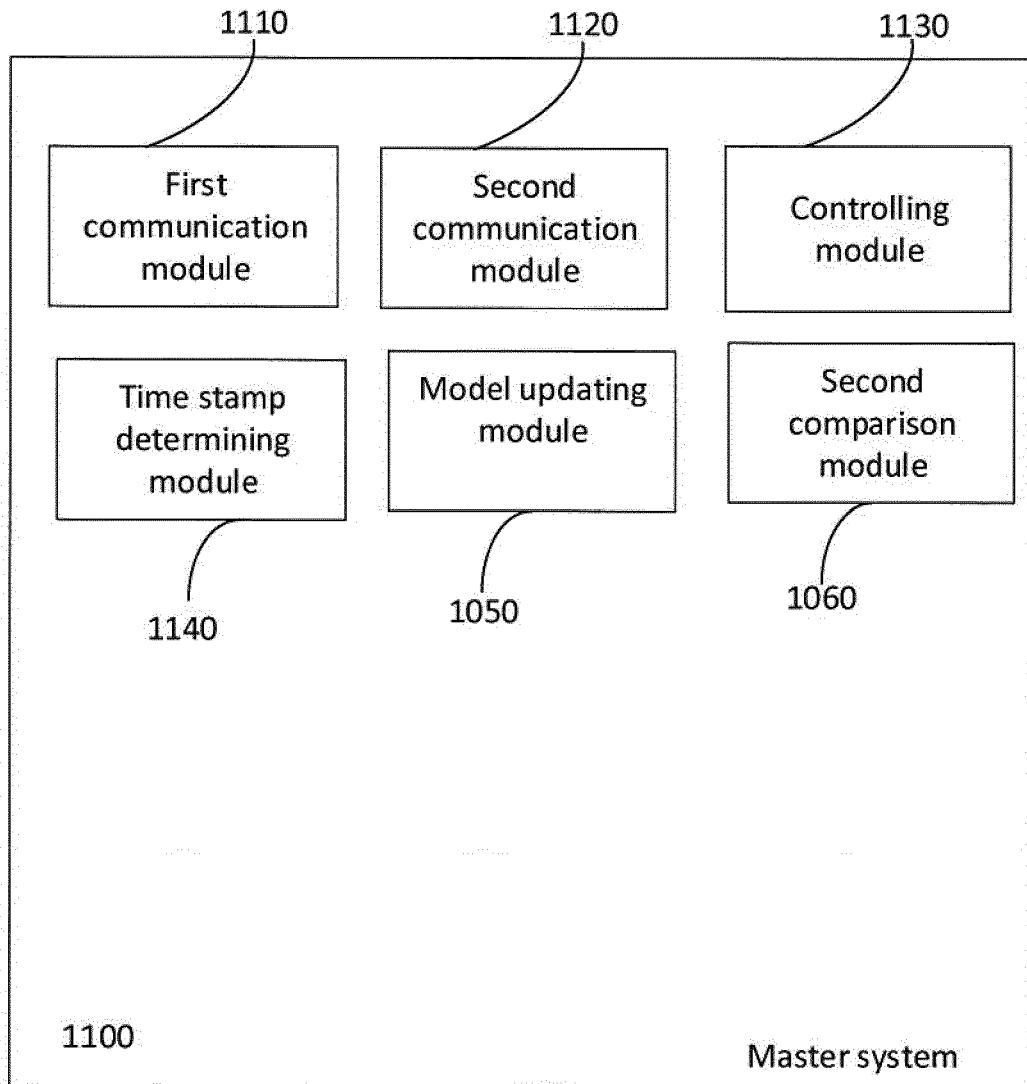 1110
1120
1130
First
communication
module
Second
communication
module
Controlling
module
Time stamp
determining
module
Model updating
module
Second
comparison
module
1140
1050
1060
1100
Master system